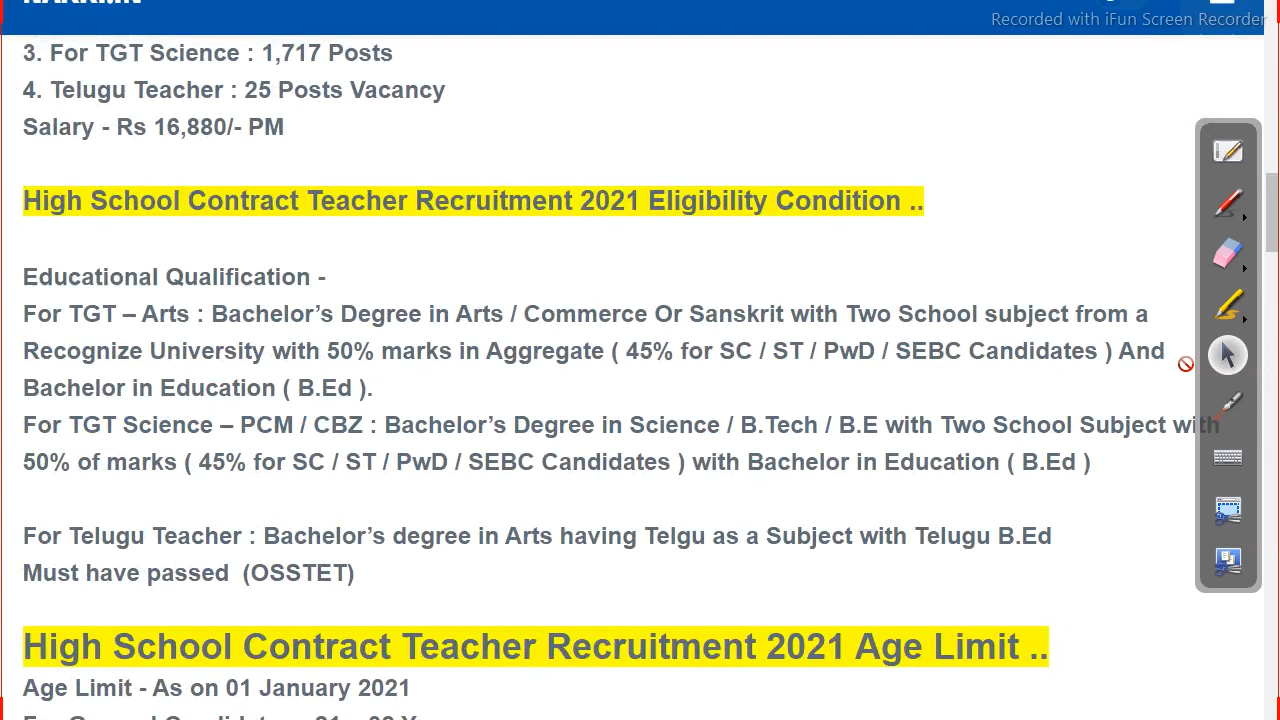 Recorded with iFun Screen Recorder
3. For TGT Science : 1,717 Posts
4. Telugu Teacher : 25 Posts Vacancy
Salary - Rs 16,880/- PM
High School Contract Teacher Recruitment 2021 Eligibility Condition ..
Educational Qualification -
For TGT – Arts : Bachelor’s Degree in Arts / Commerce Or Sanskrit with Two School subject from a
Recognize University with 50% marks in Aggregate ( 45% for SC / ST / PwD / SEBC Candidates ) And
Bachelor in Education ( B.Ed ).
For TGT Science – PCM / CBZ : Bachelor’s Degree in Science / B.Tech / B.E with Two School Subject with
50% of marks ( 45% for SC / ST / PwD / SEBC Candidates ) with Bachelor in Education ( B.Ed )
For Telugu Teacher : Bachelor’s degree in Arts having Telgu as a Subject with Telugu B.Ed
Must have passed (OSSTET)
High School Contract Teacher Recruitment 2021 Age Limit ..
Age Limit - As on 01 January 2021